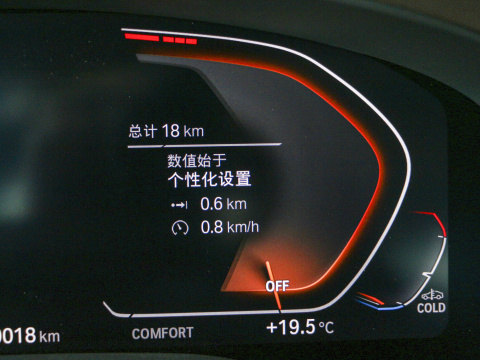 总计 18 km
数值始于
个性化设置
0.6 km
0.8 km/h
OFF
COLD
0018 km
COMFORT
+19.5 °C